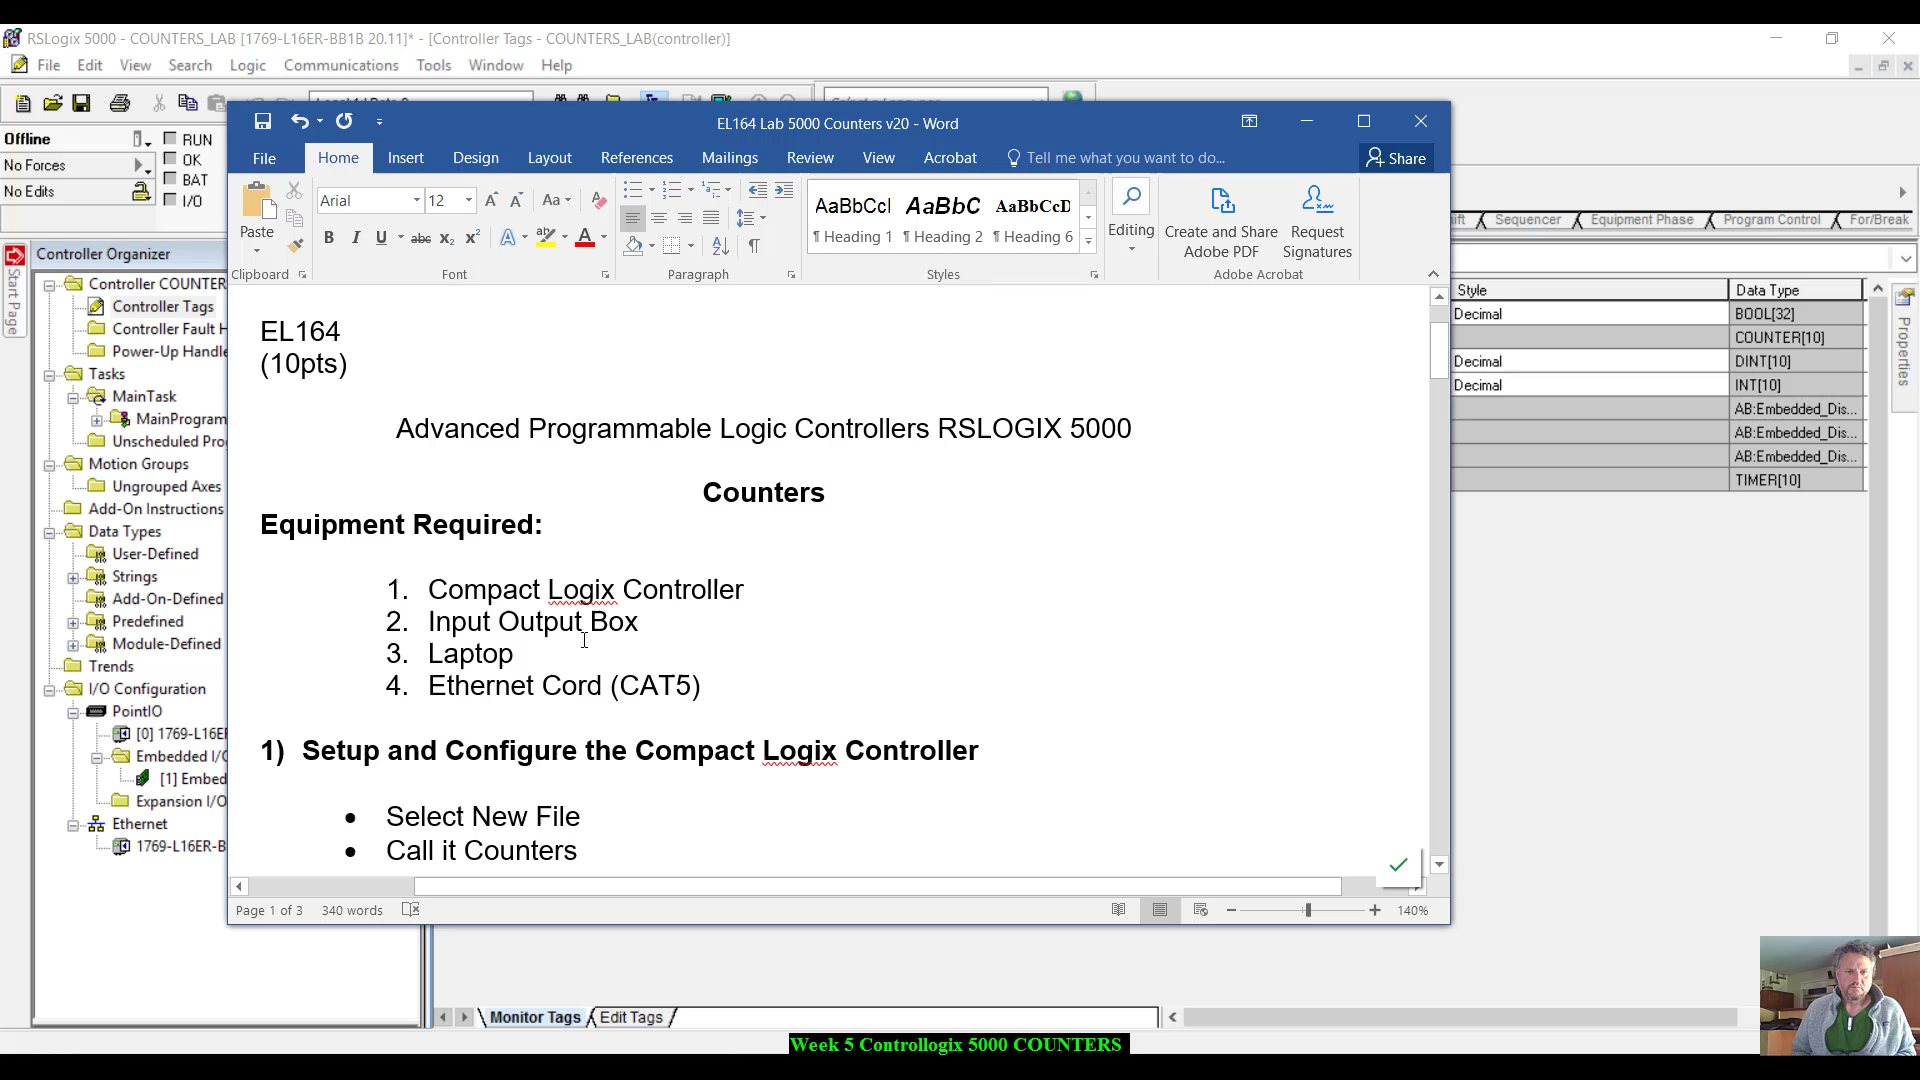 RSLogix 5000 - COUNTERS_LAB [1769-L16ER-BB1B 20.11]* - [Controller Tags - COUNTERS_LAB(controller)]
File Edit View Search Logic Communications Tools Window Help
Offline
RUN
No Forces
OK
BAT
No Edits
I/O
EL164 Lab 5000 Counters v20 - Word
File Home Insert Design Layout References Mailings Review View Acrobat Tell me what you want to do... Share
Paste
Arial 12
Aa
B I U abc X₂ X² A A
AaBbCcI AaBbC AaBbCcD
¶ Heading 1 ¶ Heading 2 ¶ Heading 6
Editing
Create and Share Adobe PDF
Request Signatures
Clipboard Font Paragraph Styles Adobe Acrobat
Sequencer Equipment Phase Program Control For/Break
Start Page
Controller Organizer
Controller COUNTER
Controller Tags
Controller Fault H
Power-Up Handle
Tasks
MainTask
MainProgram
Unscheduled Pro
Motion Groups
Ungrouped Axes
Add-On Instructions
Data Types
User-Defined
Strings
Add-On-Defined
Predefined
Module-Defined
Trends
I/O Configuration
PointIO
[0] 1769-L16EF
Embedded I/O
[1] Embed
Expansion I/O
Ethernet
1769-L16ER-B
EL164
(10pts)
Advanced Programmable Logic Controllers RSLOGIX 5000
Counters
Equipment Required:
1. Compact Logix Controller
2. Input Output Box
3. Laptop
4. Ethernet Cord (CAT5)
1) Setup and Configure the Compact Logix Controller
• Select New File
• Call it Counters
Page 1 of 3 340 words 140%
Style Data Type
Decimal BOOL[32]
COUNTER[10]
Decimal DINT[10]
Decimal INT[10]
AB:Embedded_Dis...
AB:Embedded_Dis...
AB:Embedded_Dis...
TIMER[10]
Properties
Monitor Tags Edit Tags
Week 5 Controllogix 5000 COUNTERS